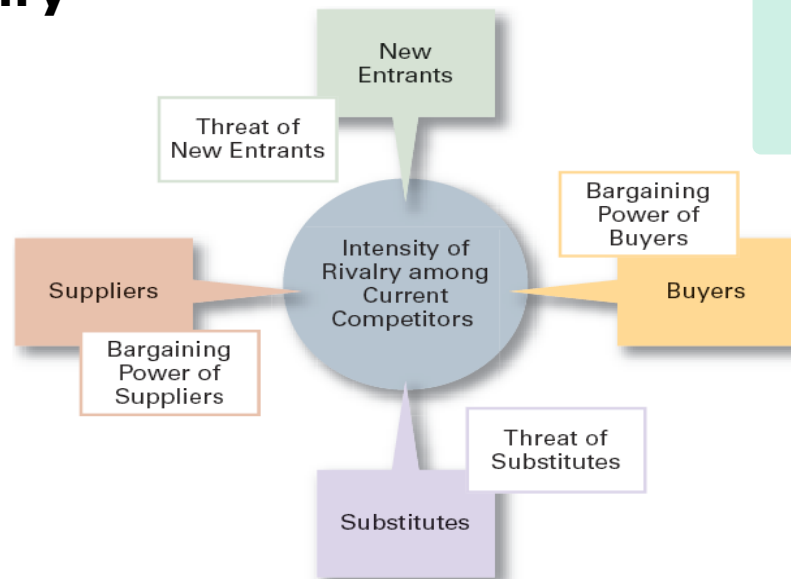 New
Entrants
Threat of
New Entrants
Bargaining
Power of
Buyers
Intensity of
Rivalry among
Current
Competitors
Suppliers
Buyers
Bargaining
Power of
Suppliers
Threat of
Substitutes
Substitutes